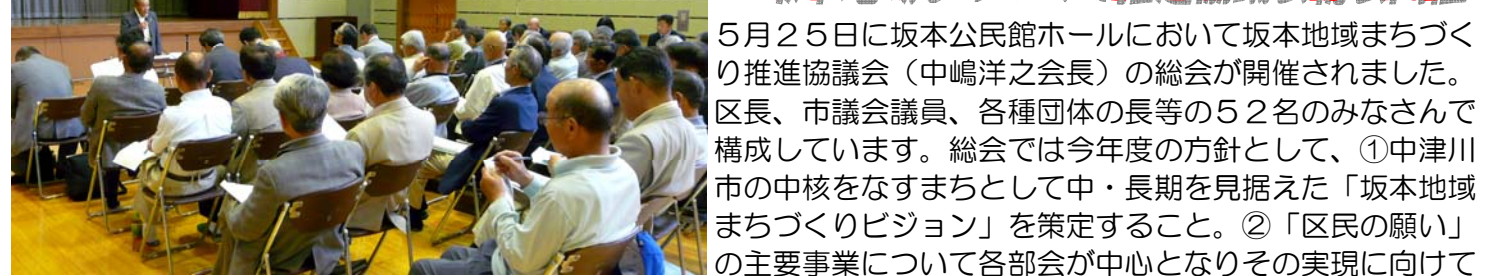 ５月２５日に坂本公民館ホールにおいて坂本地域まちづく
り推進協議会（中嶋洋之会長）の総会が開催されました。
区長、市議会議員、各種団体の長等の５２名のみなさんで
構成しています。総会では今年度の方針として、①中津川
市の中核をなすまちとして中・長期を見据えた「坂本地域
まちづくりビジョン」を策定すること。②「区民の願い」
の主要事業について各部会が中心となりその実現に向けて